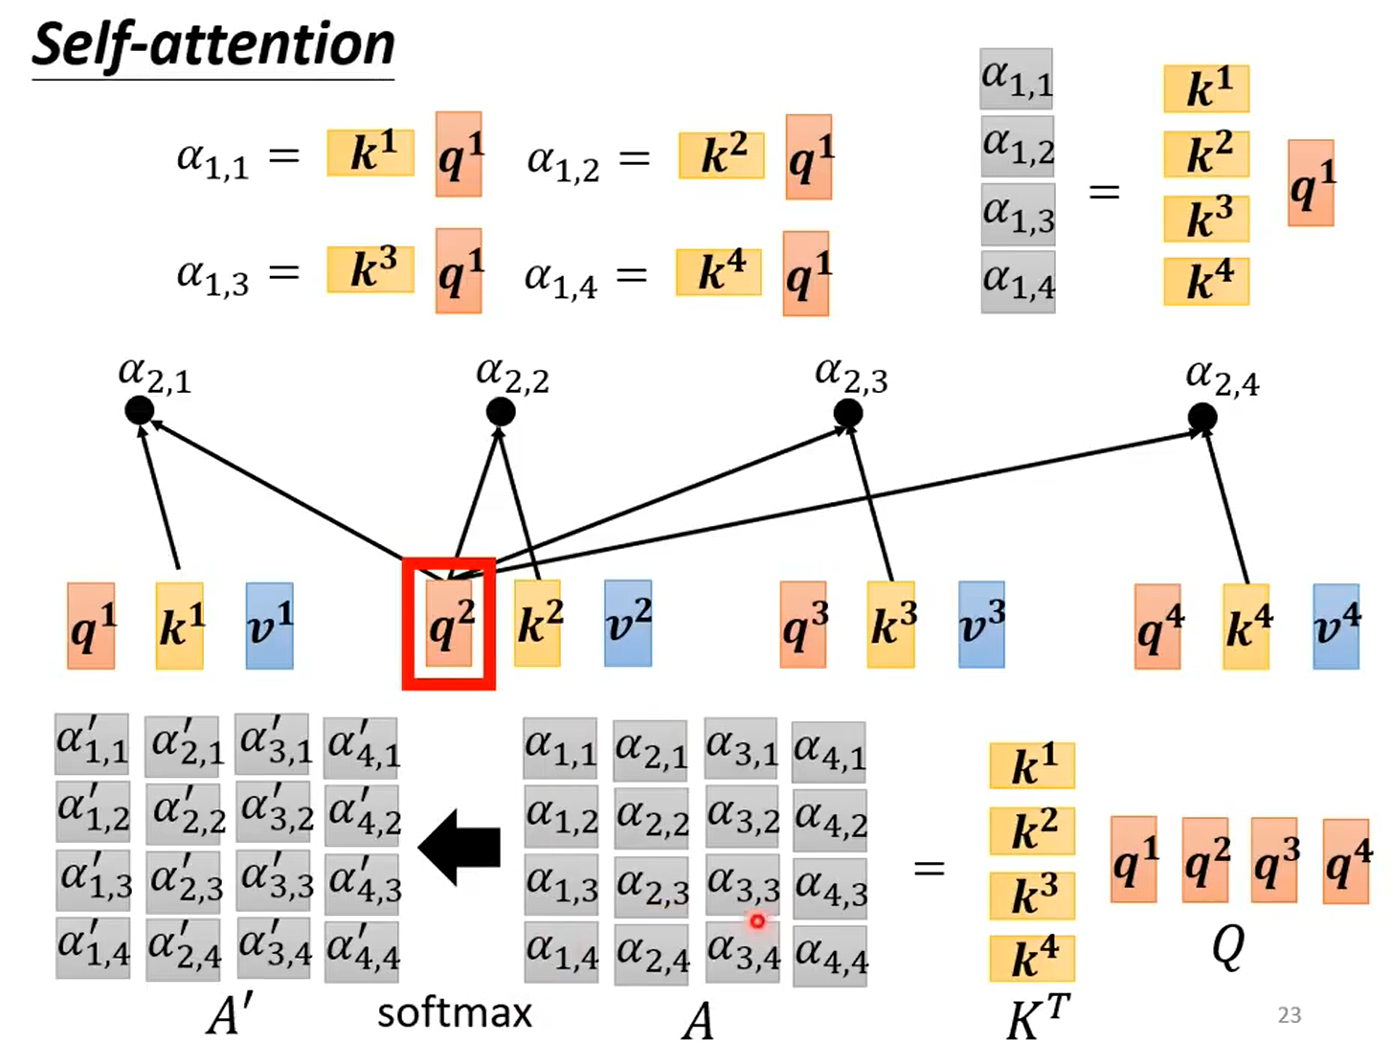 Self-attention
α1,1 = k¹ q¹ α1,2 = k² q¹
α1,3 = k³ q¹ α1,4 = k⁴ q¹
α1,1
α1,2
α1,3
α1,4
=
k¹
k²
k³
k⁴
q¹
α2,1 α2,2 α2,3 α2,4
q¹ k¹ v¹ q² k² v² q³ k³ v³ q⁴ k⁴ v⁴
α′1,1 α′2,1 α′3,1 α′4,1
α′1,2 α′2,2 α′3,2 α′4,2
α′1,3 α′2,3 α′3,3 α′4,3
α′1,4 α′2,4 α′3,4 α′4,4
A′
softmax
α1,1 α2,1 α3,1 α4,1
α1,2 α2,2 α3,2 α4,2
α1,3 α2,3 α3,3 α4,3
α1,4 α2,4 α3,4 α4,4
A
=
k¹
k²
k³
k⁴
Kᵀ
q¹ q² q³ q⁴
Q
23